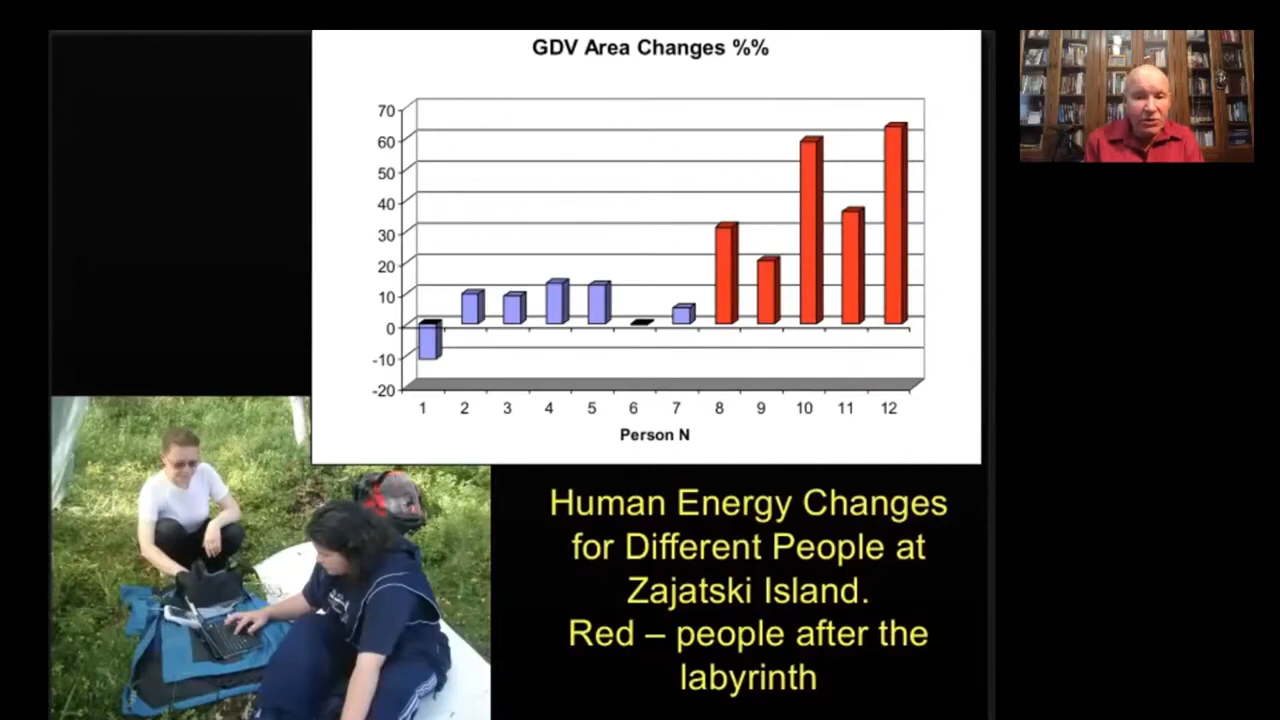 GDV Area Changes %%
70
60
50
40
30
20
10
0
-10
-20
1 2 3 4 5 6 7 8 9 10 11 12
Person N
Human Energy Changes
for Different People at
Zajatski Island.
Red – people after the
labyrinth